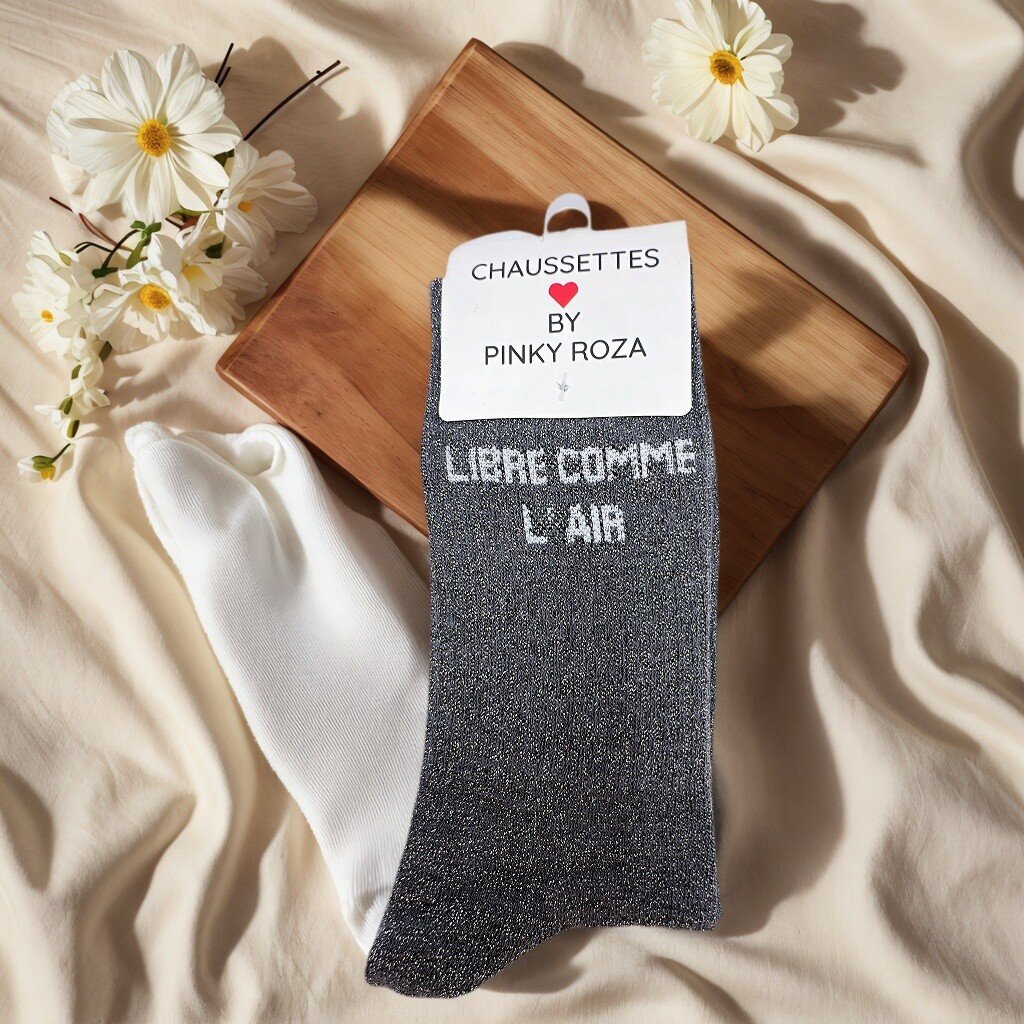 CHAUSSETTES
BY
PINKY ROZA
LIBRE COMME
L'AIR